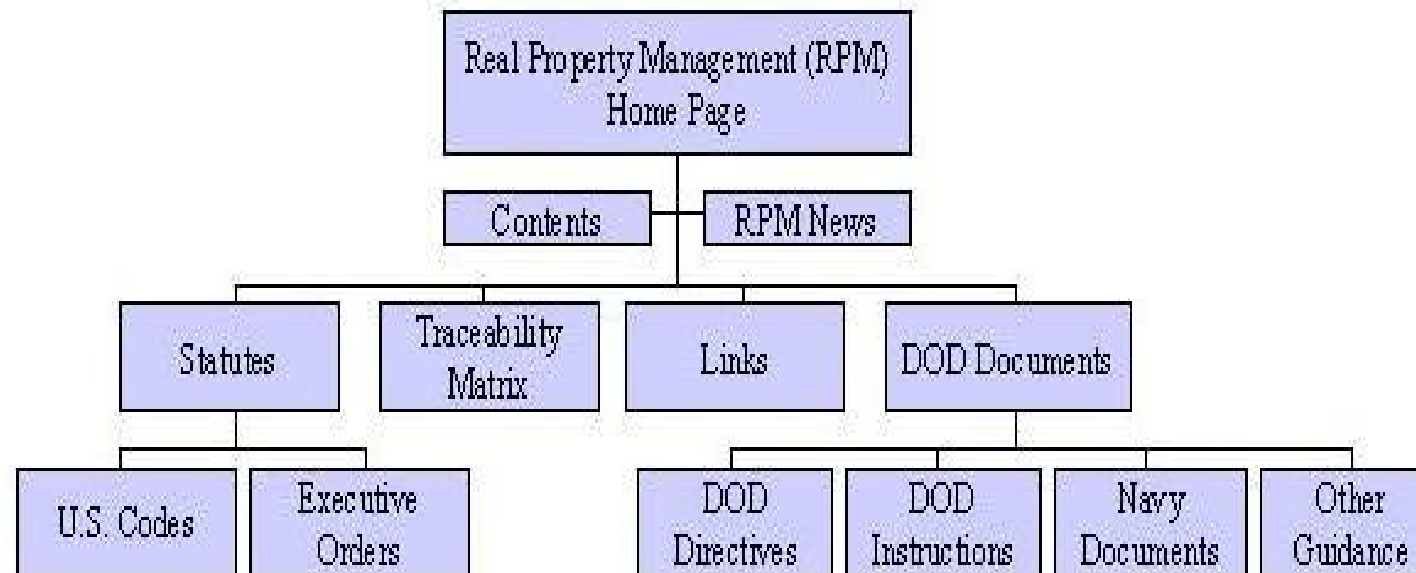 Real Property Management (RPM)
Home Page
Contents
RPM News
Statutes
Traceability
Matrix
Links
DOD Documents
U.S. Codes
Executive
Orders
DOD
Directives
DOD
Instructions
Navy
Documents
Other
Guidance